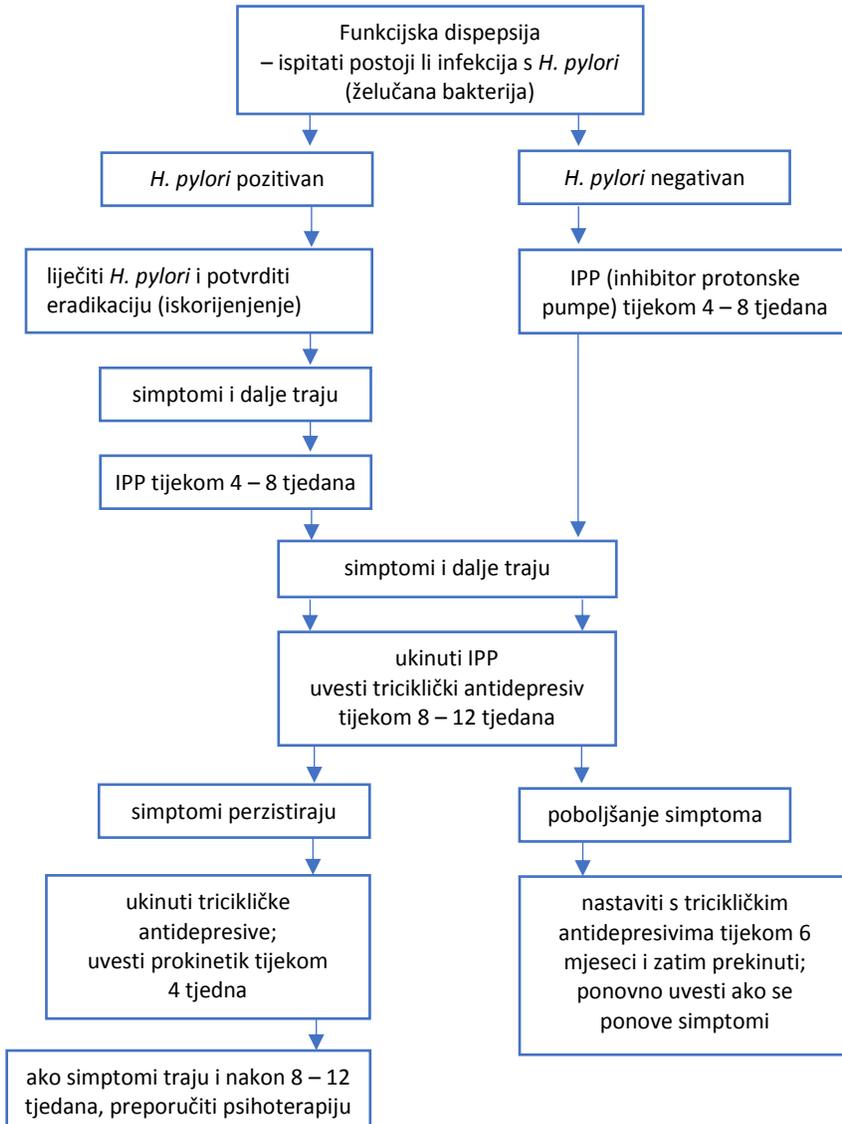 Funkcijska dispepsija
– ispitati postoji li infekcija s H. pylori
(želučana bakterija)
H. pylori pozitivan
H. pylori negativan
liječiti H. pylori i potvrditi
eradikaciju (iskorijenjenje)
IPP (inhibitor protonske
pumpe) tijekom 4 – 8 tjedana
simptomi i dalje traju
IPP tijekom 4 – 8 tjedana
simptomi i dalje traju
ukinuti IPP
uvesti triciklički antidepresiv
tijekom 8 – 12 tjedana
simptomi perzistiraju
poboljšanje simptoma
ukinuti tricikličke
antidepresive;
uvesti prokinetik tijekom
4 tjedna
nastaviti s tricikličkim
antidepresivima tijekom 6
mjeseci i zatim prekinuti;
ponovno uvesti ako se
ponove simptomi
ako simptomi traju i nakon 8 – 12
tjedana, preporučiti psihoterapiju